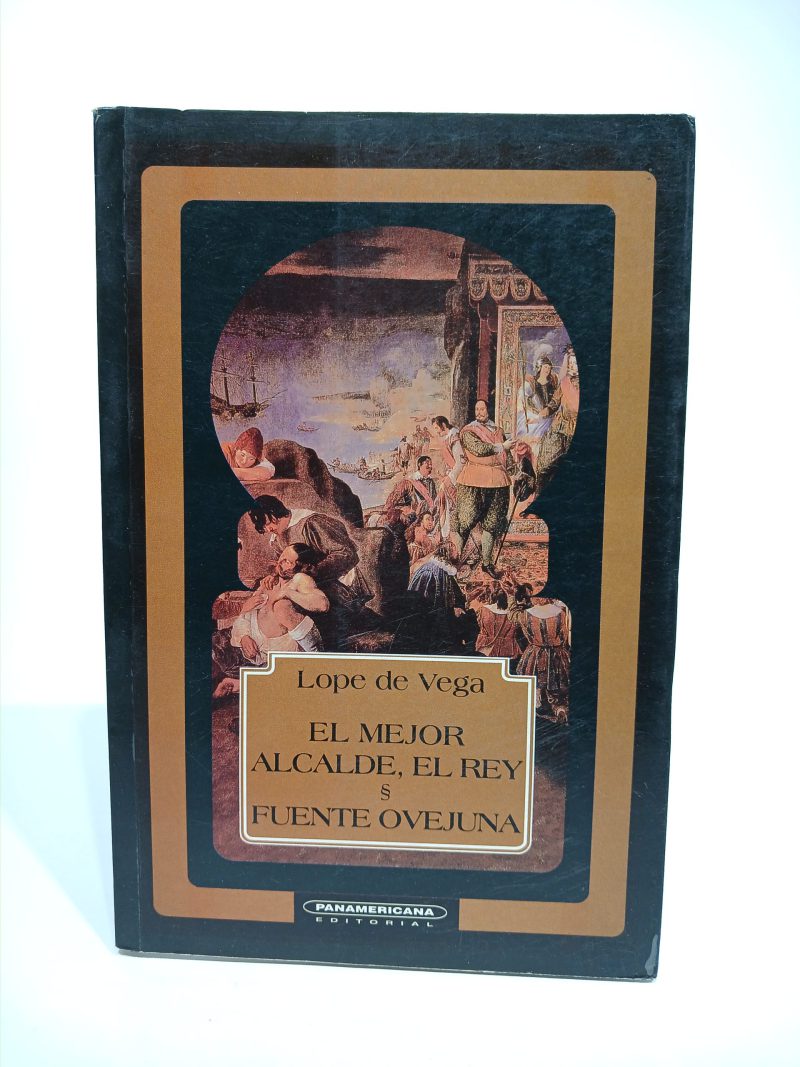 Lope de Vega
EL MEJOR
ALCALDE, EL REY
§
FUENTE OVEJUNA
PANAMERICANA
EDITORIAL